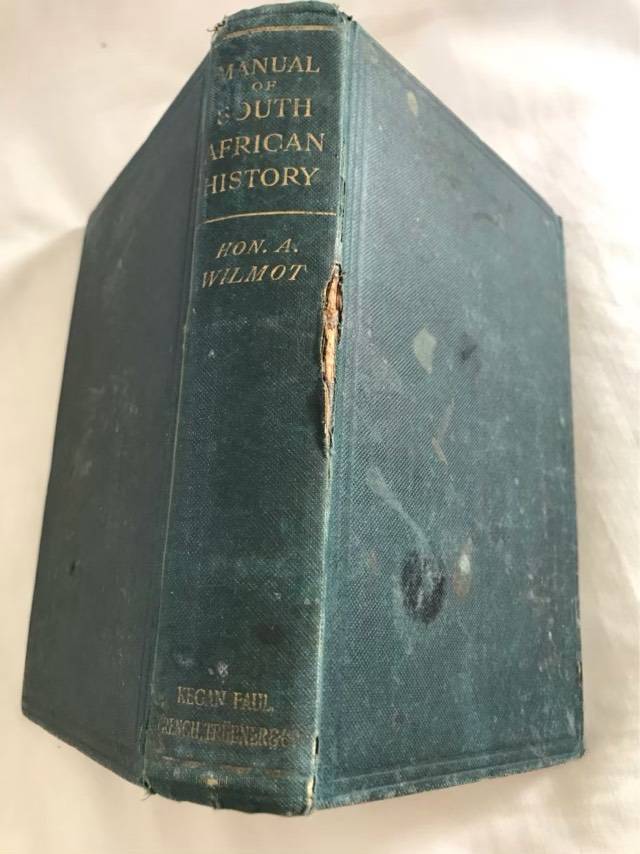 MANUAL
OF
SOUTH
AFRICAN
HISTORY
HON. A.
WILMOT
KEGAN PAUL,
TRENCH, TRÜBNER & Co